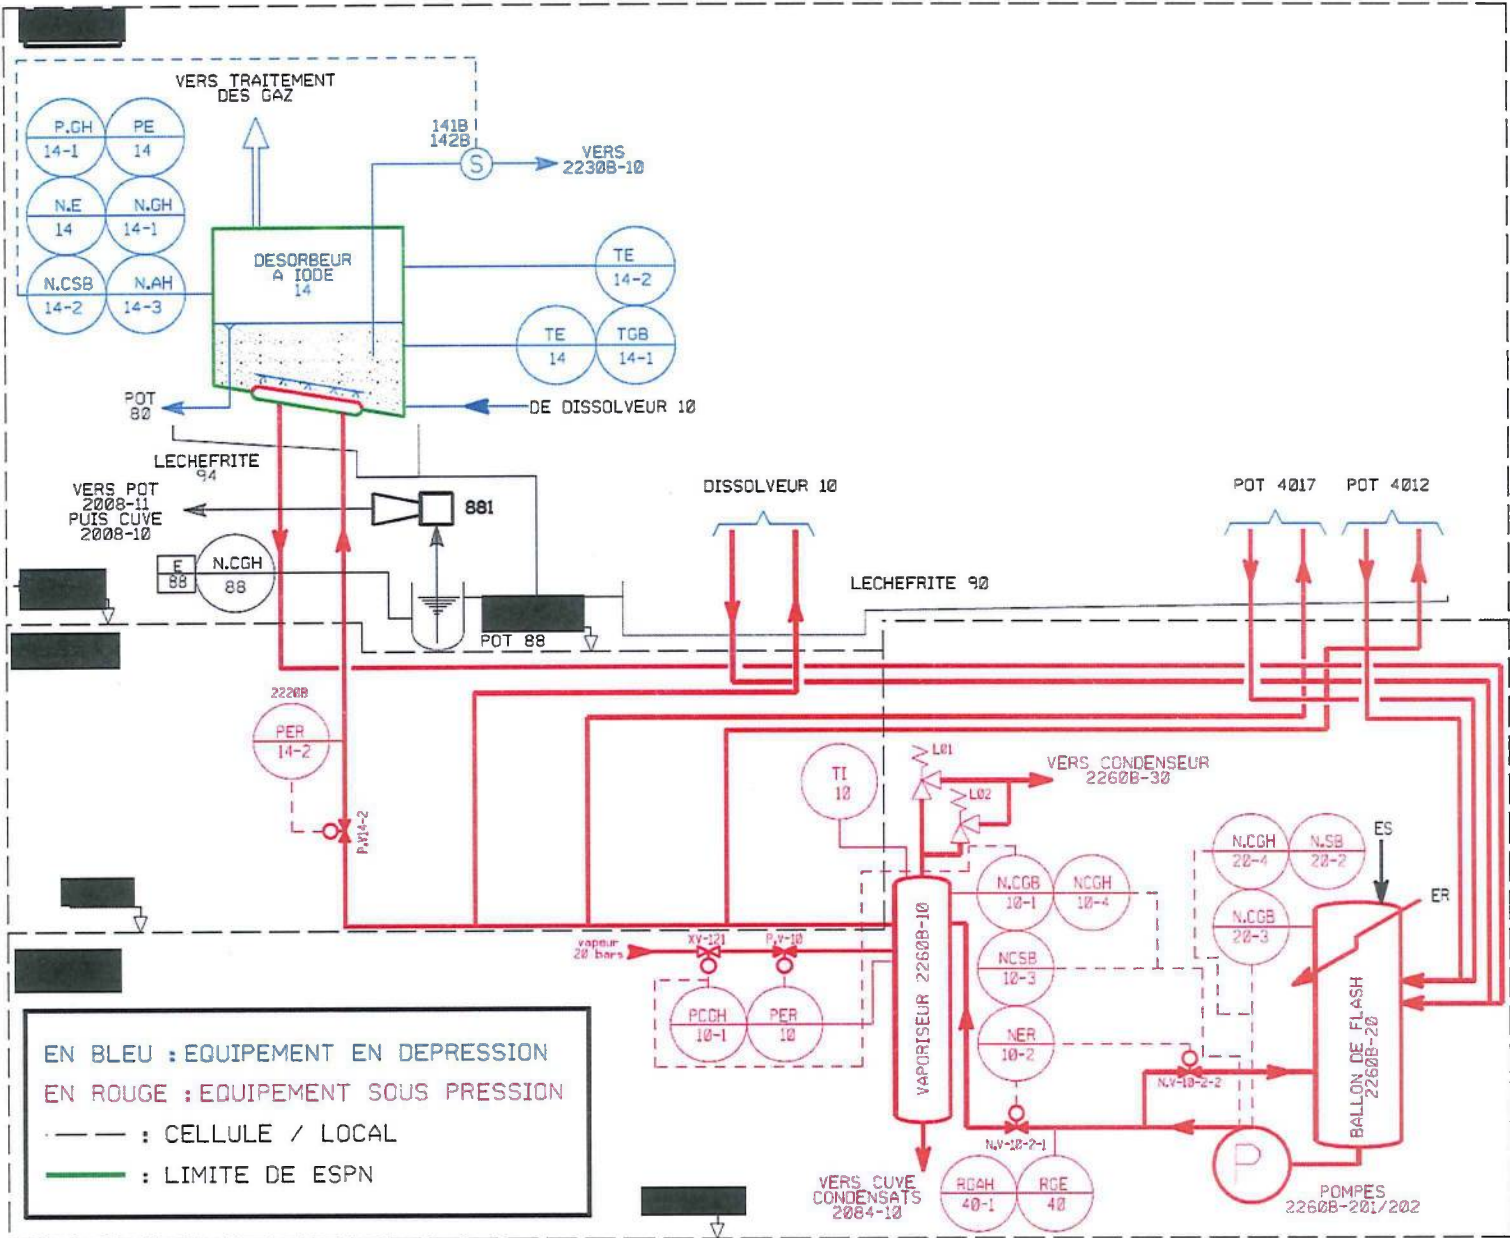 VERS TRAITEMENT
DES GAZ
P.GH
14-1
PE
14
N.E
14
N.GH
14-1
N.CSB
14-2
N.AH
14-3
141B
142B
S
VERS
2230B-10
DESORBEUR
A IODE
14
TE
14-2
TE
14
TGB
14-1
POT
80
DE DISSOLVEUR 10
LECHEFRITE
94
VERS POT
2008-11
PUIS CUVE
2008-10
881
E
88
N.CGH
88
POT 88
DISSOLVEUR 10
LECHEFRITE 90
POT 4017
POT 4012
2220B
PER
14-2
P.V14-2
TI
10
L01
L02
VERS CONDENSEUR
2260B-30
N.CGB
10-1
NCGH
10-4
NCSB
10-3
NER
10-2
N.CGH
20-4
N.SB
20-2
N.CGB
20-3
ES
ER
vapeur
20 bars
XV-121
P.V-10
PCGH
10-1
PER
10
VAPORISEUR 2260B-10
BALLON DE FLASH
2260B-20
N.V-10-2-2
N.V-10-2-1
RGAH
40-1
RGE
40
P
POMPES
2260B-201/202
VERS CUVE
CONDENSATS
2084-10
EN BLEU : EQUIPEMENT EN DEPRESSION
EN ROUGE : EQUIPEMENT SOUS PRESSION
: CELLULE / LOCAL
: LIMITE DE ESPN